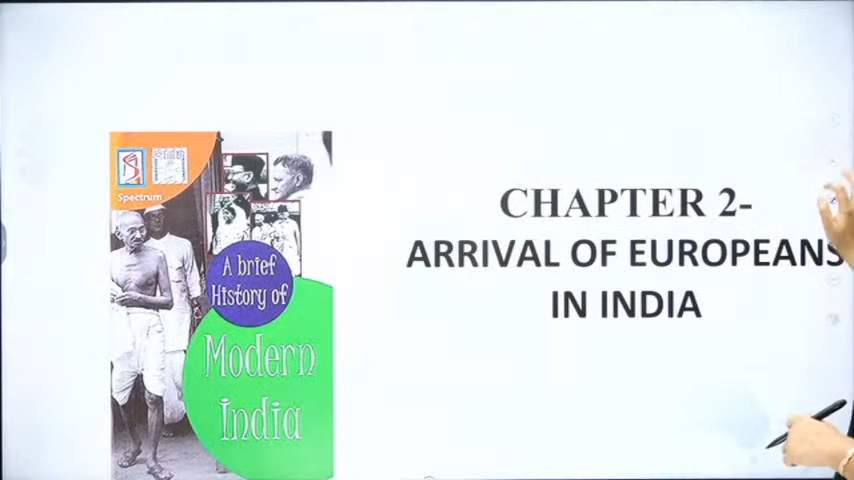 Spectrum
A brief
History of
Modern
India
CHAPTER 2-
ARRIVAL OF EUROPEANS
IN INDIA